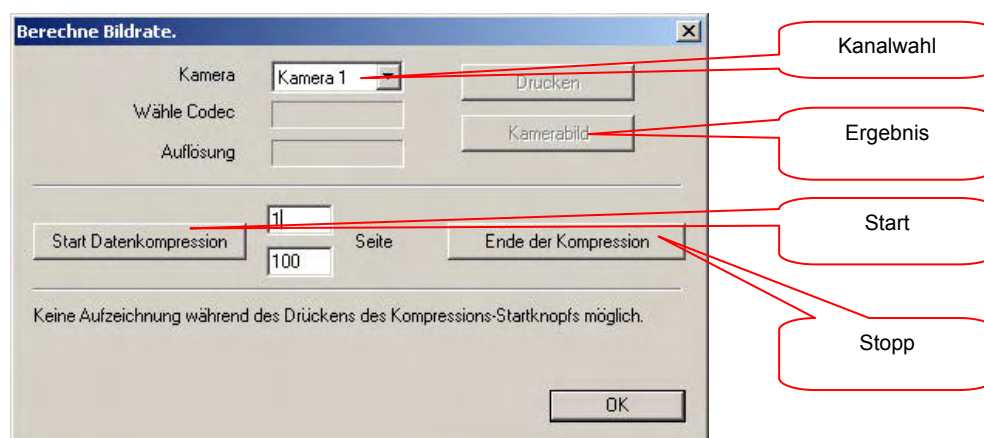 Berechne Bildrate.
Kamera
Kamera 1
Drucken
Kanalwahl
Wähle Codec
Kamerabild
Ergebnis
Auflösung
Start Datenkompression
1
Seite
100
Ende der Kompression
Start
Keine Aufzeichnung während des Drückens des Kompressions-Startknopfs möglich.
Stopp
OK